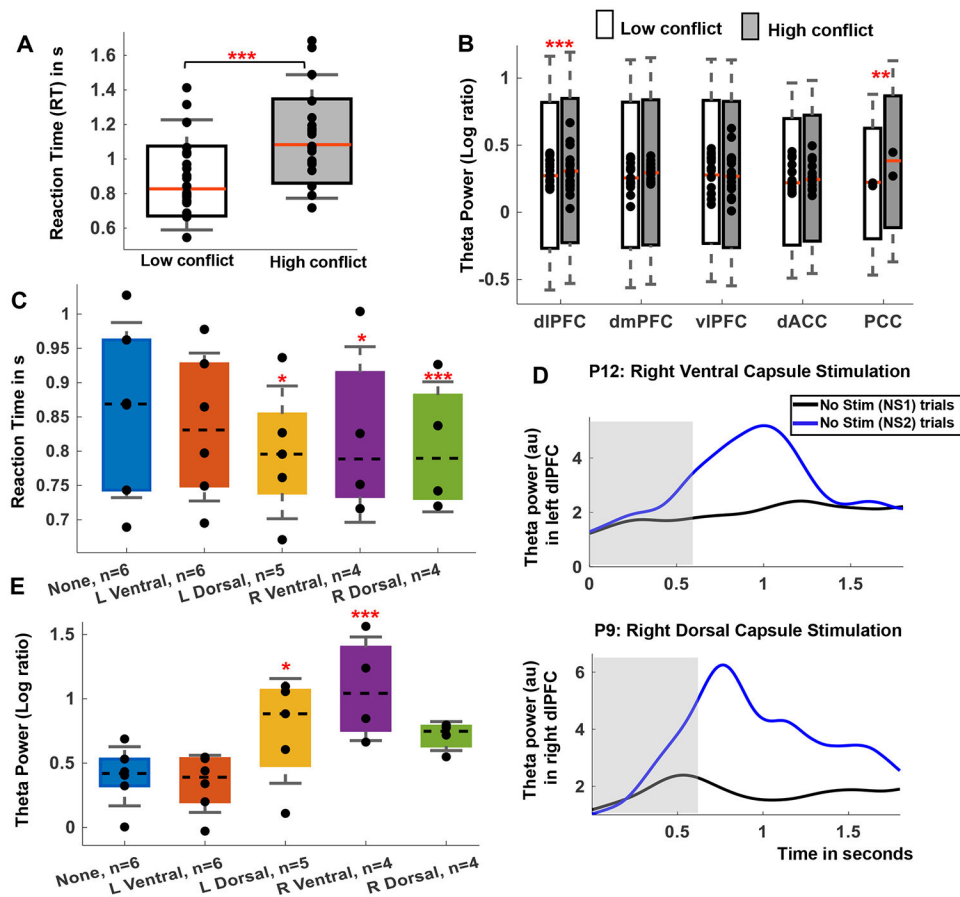 Low conflict
High conflict
A
Reaction Time (RT) in s
1.6
1.4
1.2
1
0.8
0.6
***
Low conflict
High conflict
B
Theta Power (Log ratio)
1
0.5
0
-0.5
***
**
dlPFC
dmPFC
vlPFC
dACC
PCC
C
Reaction Time in s
1
0.95
0.9
0.85
0.8
0.75
0.7
*
*
***
None, n=6
L Ventral, n=6
L Dorsal, n=5
R Ventral, n=4
R Dorsal, n=4
D
P12: Right Ventral Capsule Stimulation
No Stim (NS1) trials
No Stim (NS2) trials
Theta power (au)
in left dlPFC
4
2
0
0
0.5
1
1.5
P9: Right Dorsal Capsule Stimulation
Theta power (au)
in right dlPFC
6
4
2
0.5
1
1.5
Time in seconds
E
Theta Power (Log ratio)
1.5
1
0.5
0
*
***
None, n=6
L Ventral, n=6
L Dorsal, n=5
R Ventral, n=4
R Dorsal, n=4